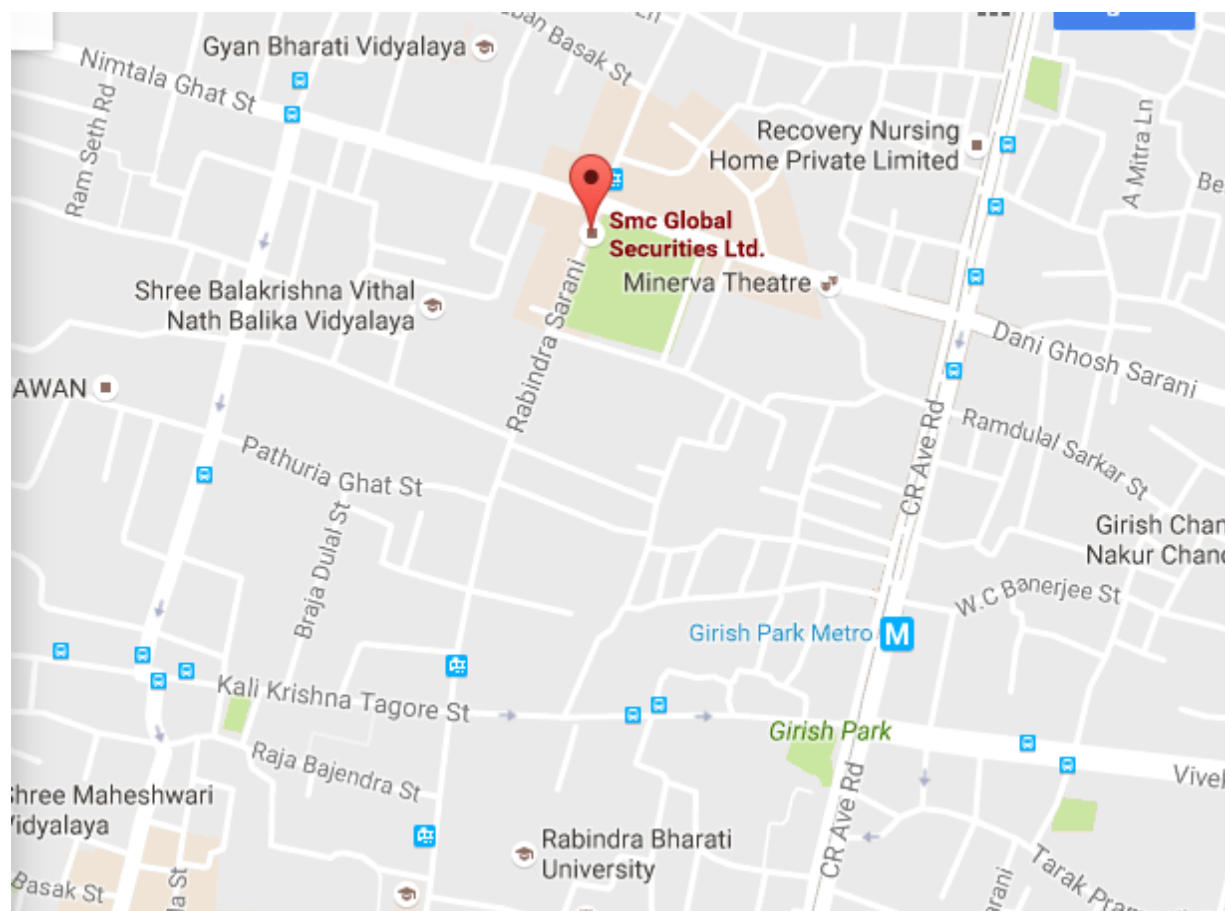 Gyan Bharati Vidyalaya
Basak St
Nimtala Ghat St
Ram Seth Rd
Recovery Nursing
Home Private Limited
A Mitra Ln
Smc Global
Securities Ltd.
Minerva Theatre
Shree Balakrishna Vithal
Nath Balika Vidyalaya
Rabindra Sarani
Dani Ghosh Sarani
AWAN
Ramdulal Sarkar St
CR Ave Rd
Pathuria Ghat St
Braja Dulal St
Girish Chan
Nakur Chand
W.C Banerjee St
Girish Park Metro
M
Kali Krishna Tagore St
Girish Park
Raja Bajendra St
Vivek
Shree Maheshwari
Vidyalaya
CR Ave Rd
Rabindra Bharati
University
Tarak Pran
Basak St